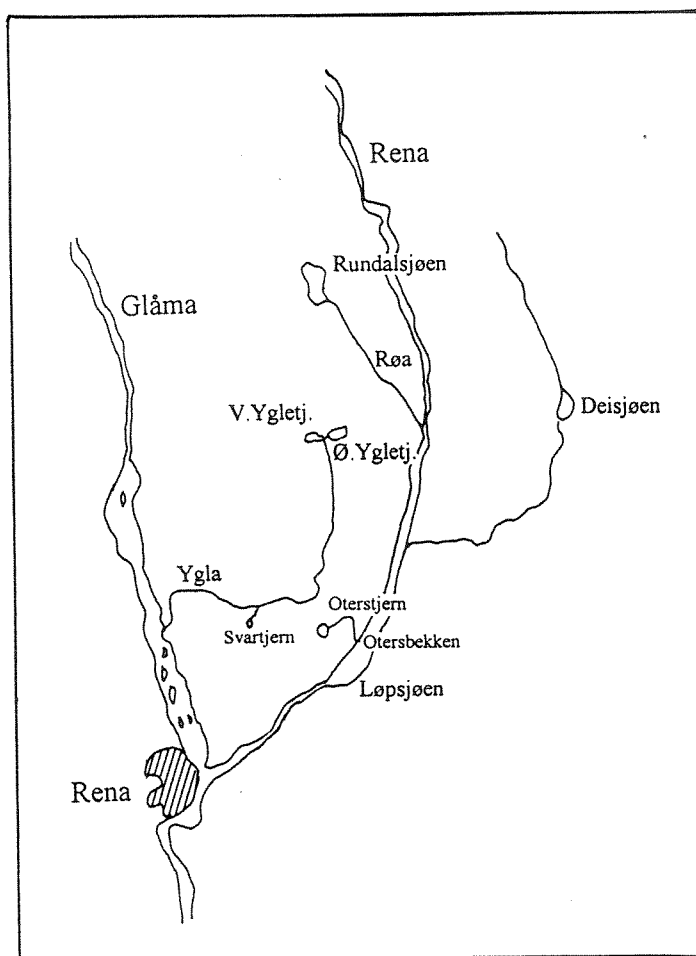 Rena
Rundalsjøen
Glåma
Røa
Deisjøen
V.Ygletj.
Ø.Ygletj.
Ygla
Oterstjern
Svartjern
Otersbekken
Løpsjøen
Rena